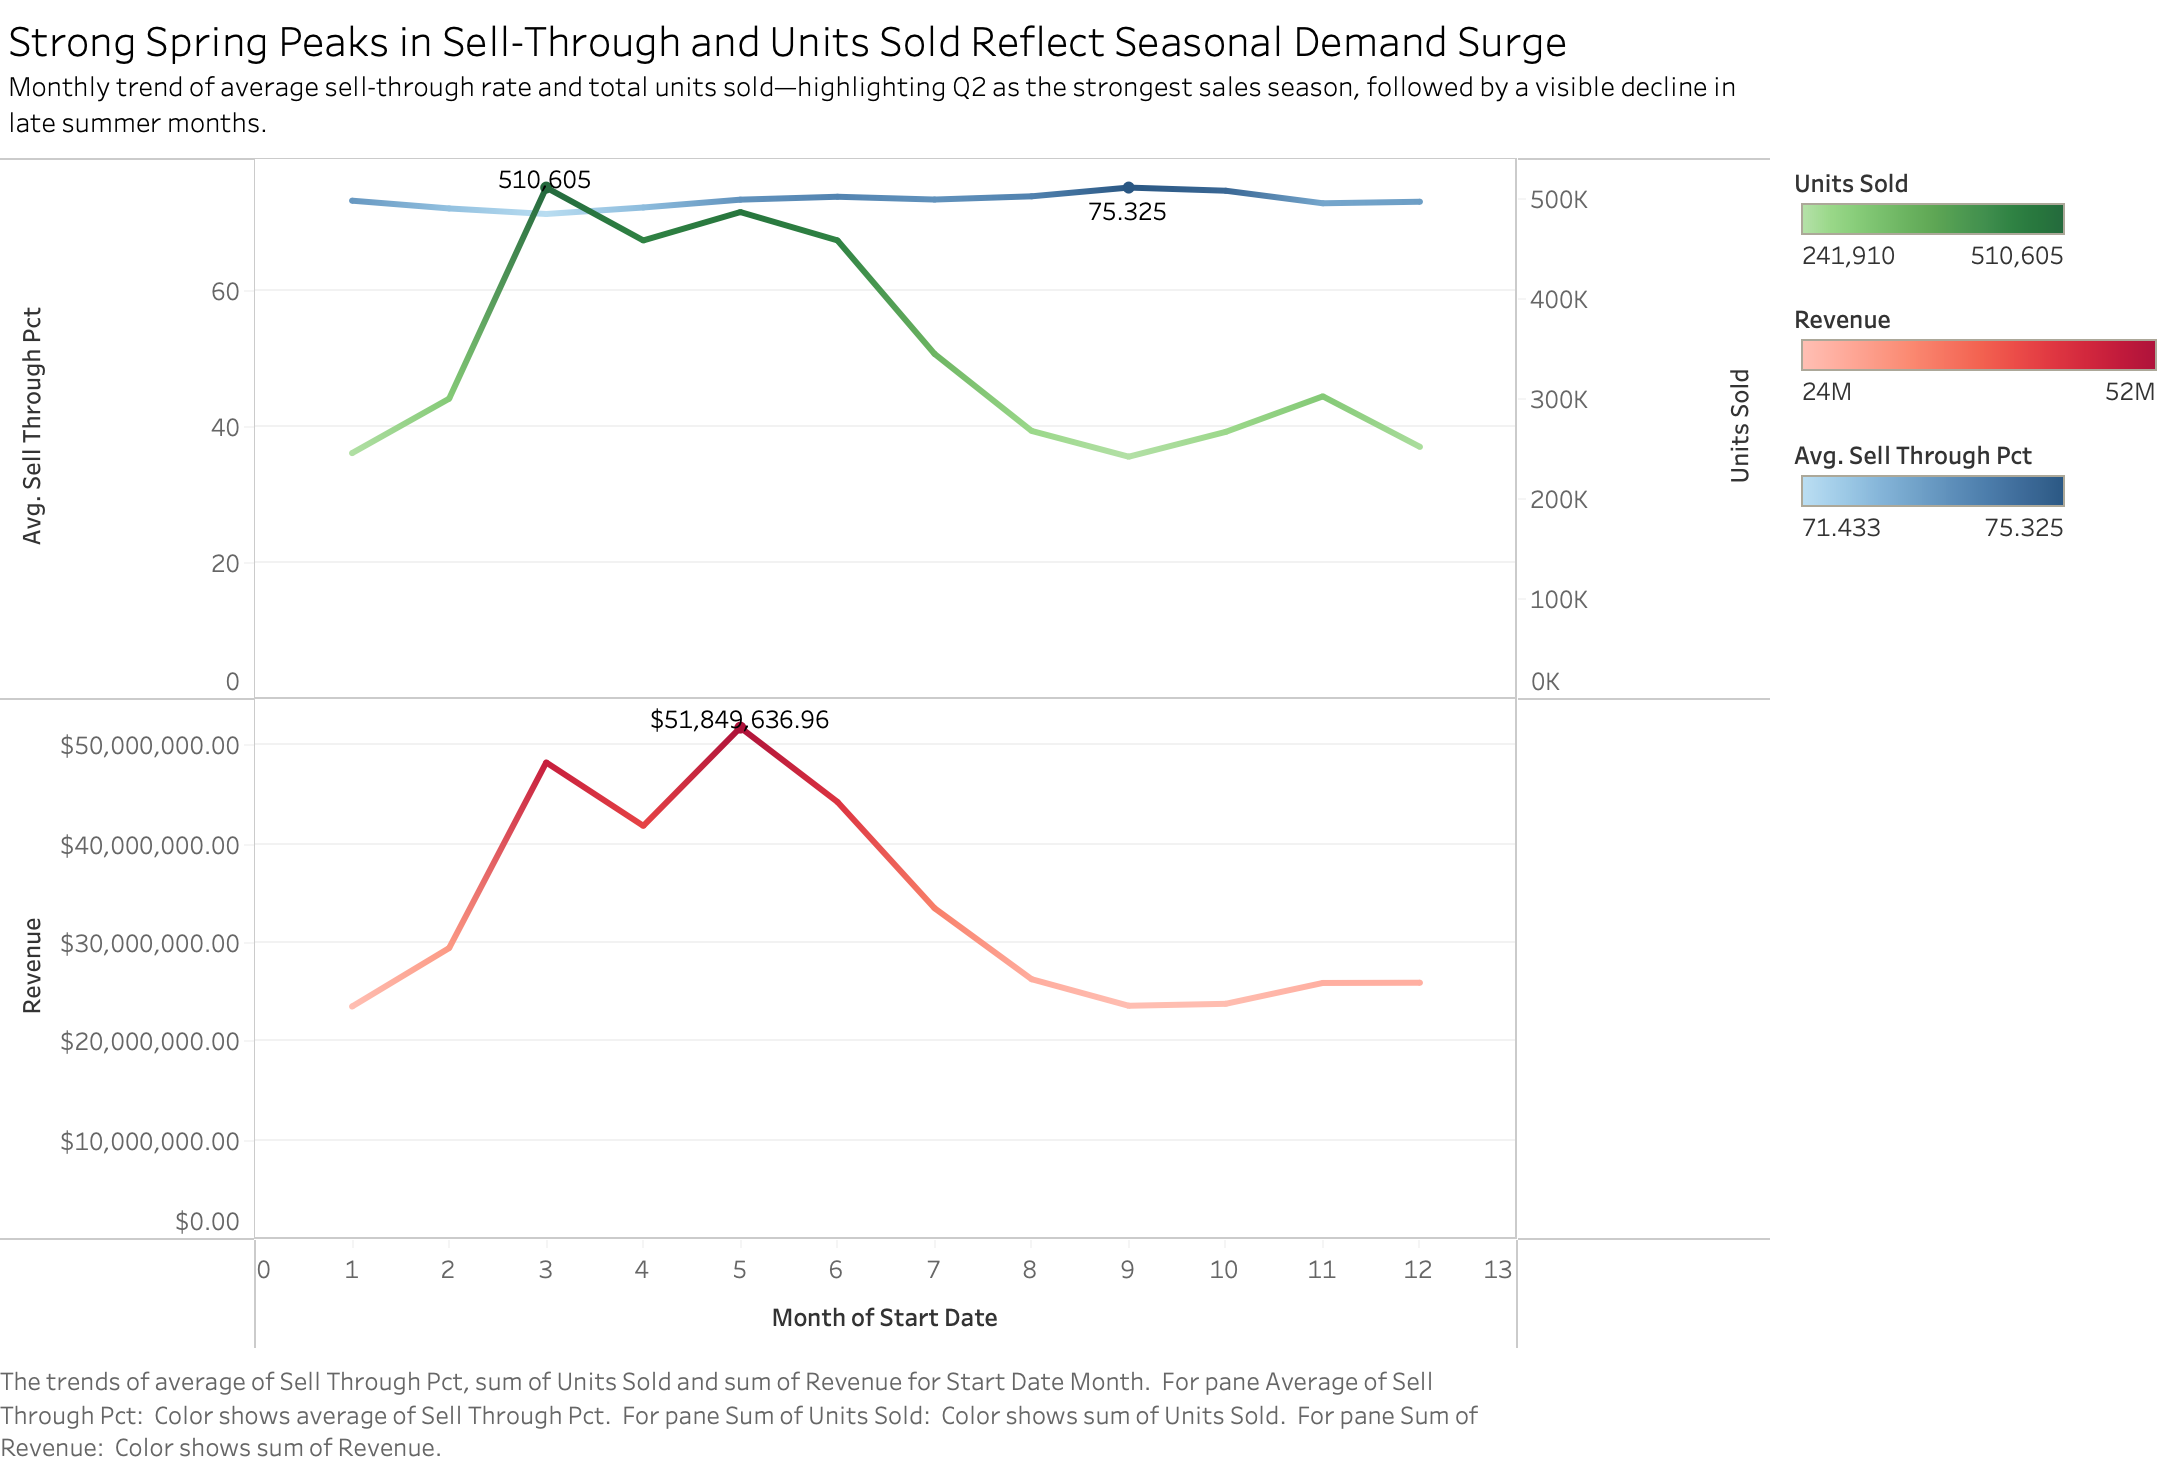 Strong Spring Peaks in Sell-Through and Units Sold Reflect Seasonal Demand Surge
Monthly trend of average sell-through rate and total units sold—highlighting Q2 as the strongest sales season, followed by a visible decline in
late summer months.
Avg. Sell Through Pct
60
40
20
0
510,605
75.325
500K
400K
300K
200K
100K
0K
Units Sold
Revenue
$50,000,000.00
$40,000,000.00
$30,000,000.00
$20,000,000.00
$10,000,000.00
$0.00
$51,849,636.96
0 1 2 3 4 5 6 7 8 9 10 11 12 13
Month of Start Date
Units Sold
241,910 510,605
Revenue
24M 52M
Avg. Sell Through Pct
71.433 75.325
The trends of average of Sell Through Pct, sum of Units Sold and sum of Revenue for Start Date Month.  For pane Average of Sell
Through Pct:  Color shows average of Sell Through Pct.  For pane Sum of Units Sold:  Color shows sum of Units Sold.  For pane Sum of
Revenue:  Color shows sum of Revenue.